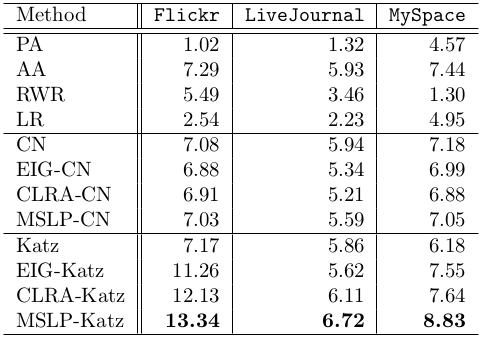 Method Flickr LiveJournal MySpace
PA 1.02 1.32 4.57
AA 7.29 5.93 7.44
RWR 5.49 3.46 1.30
LR 2.54 2.23 4.95
CN 7.08 5.94 7.18
EIG-CN 6.88 5.34 6.99
CLRA-CN 6.91 5.21 6.88
MSLP-CN 7.03 5.59 7.05
Katz 7.17 5.86 6.18
EIG-Katz 11.26 5.62 7.55
CLRA-Katz 12.13 6.11 7.64
MSLP-Katz 13.34 6.72 8.83